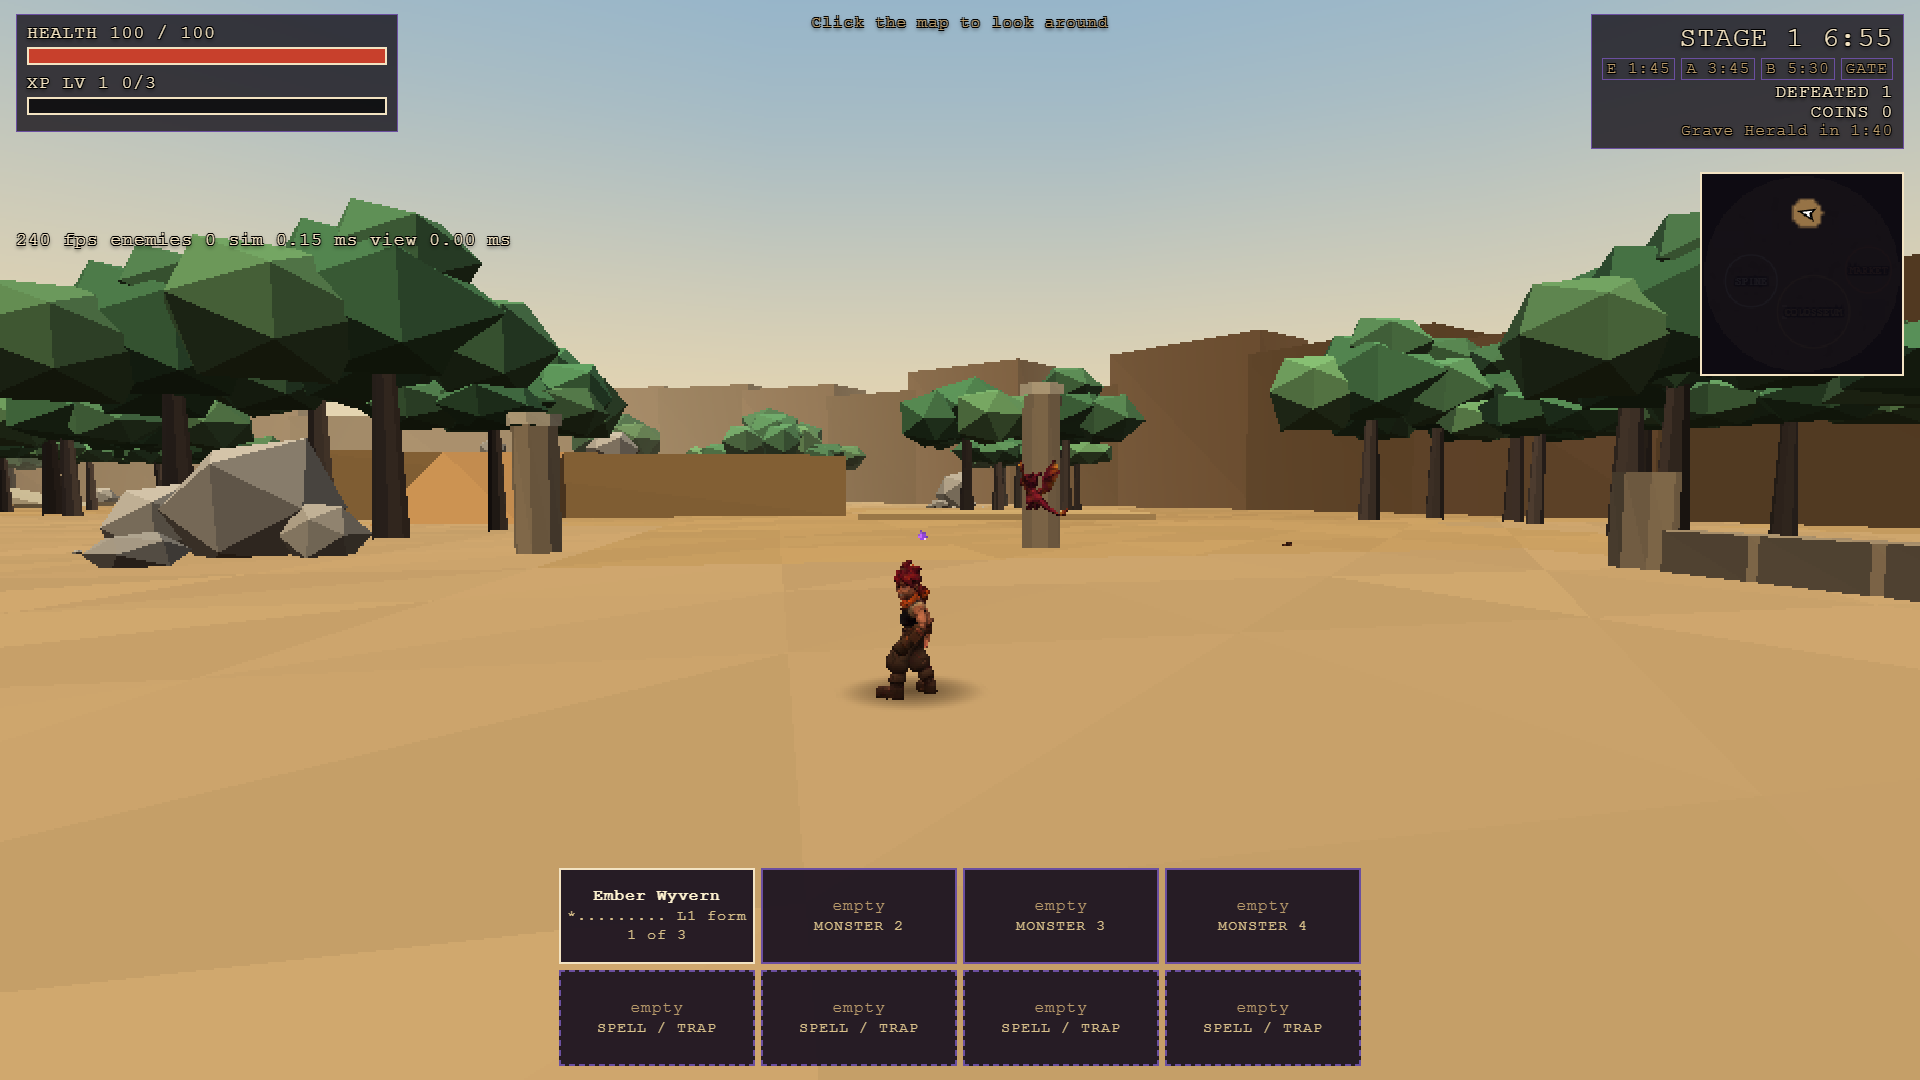 HEALTH 100 / 100
XP LV 1 0/3
Click the map to look around
STAGE 1 6:55
E 1:45 A 3:45 B 5:30 GATE
DEFEATED 1
COINS 0
Grave Herald in 1:40
240 fps enemies 0 sim 0.15 ms view 0.00 ms
Ember Wyvern
*......... L1 form
1 of 3
empty
MONSTER 2
empty
MONSTER 3
empty
MONSTER 4
empty
SPELL / TRAP
empty
SPELL / TRAP
empty
SPELL / TRAP
empty
SPELL / TRAP